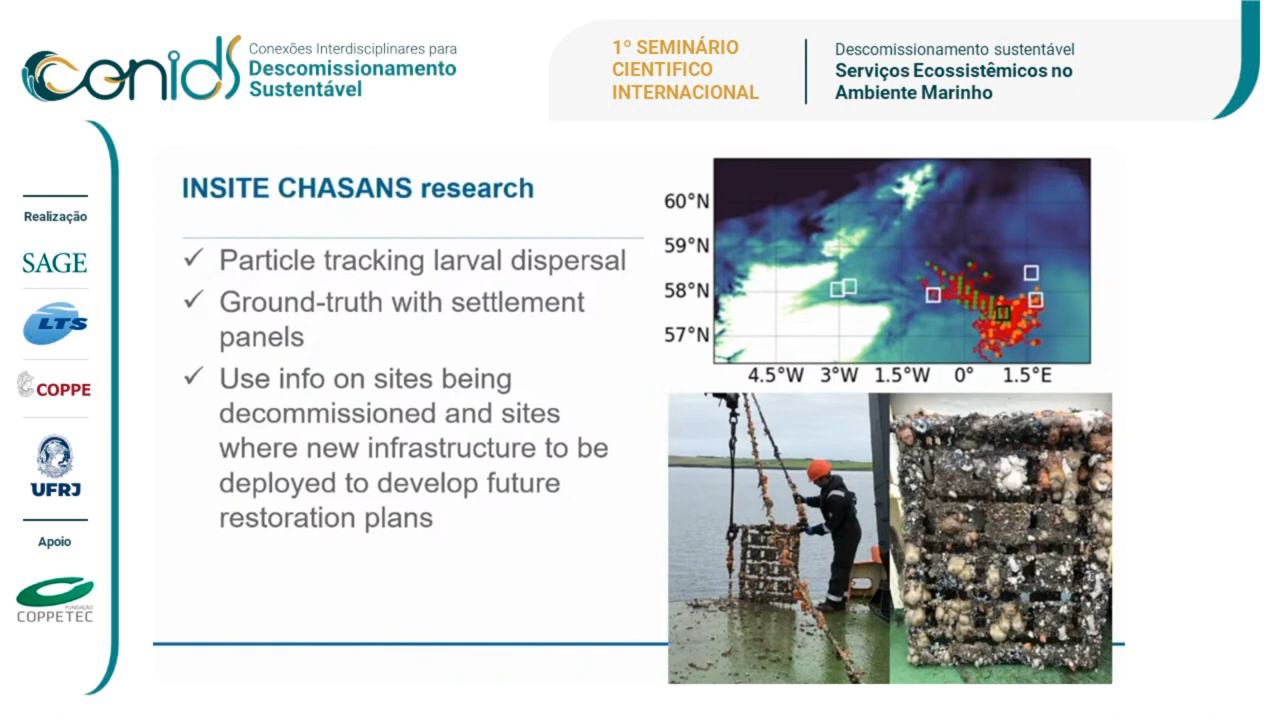 conids
Conexões Interdisciplinares para
Descomissionamento
Sustentável
1º SEMINÁRIO
CIENTIFICO
INTERNACIONAL
Descomissionamento sustentável
Serviços Ecossistêmicos no
Ambiente Marinho
Realização
SAGE
LTS
COPPE
UFRJ
Apoio
FUNDAÇÃO
COPPETEC
INSITE CHASANS research
✓ Particle tracking larval dispersal
✓ Ground-truth with settlement
panels
✓ Use info on sites being
decommissioned and sites
where new infrastructure to be
deployed to develop future
restoration plans
60°N
59°N
58°N
57°N
4.5°W 3°W 1.5°W 0° 1.5°E